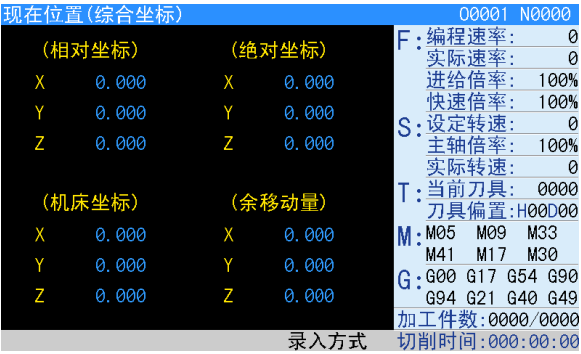 现在位置(综合坐标) O0001 N0000
(相对坐标) (绝对坐标)
X 0.000 X 0.000
Y 0.000 Y 0.000
Z 0.000 Z 0.000
(机床坐标) (余移动量)
X 0.000 X 0.000
Y 0.000 Y 0.000
Z 0.000 Z 0.000
F: 编程速率: 0
实际速率: 0
进给倍率: 100%
快速倍率: 100%
S: 设定转速: 0
主轴倍率: 100%
实际转速: 0
T: 当前刀具: 0000
刀具偏置:H00D00
M: M05 M09 M33
M41 M17 M30
G: G00 G17 G54 G90
G94 G21 G40 G49
加工件数:0000/0000
录入方式 切削时间:000:00:00